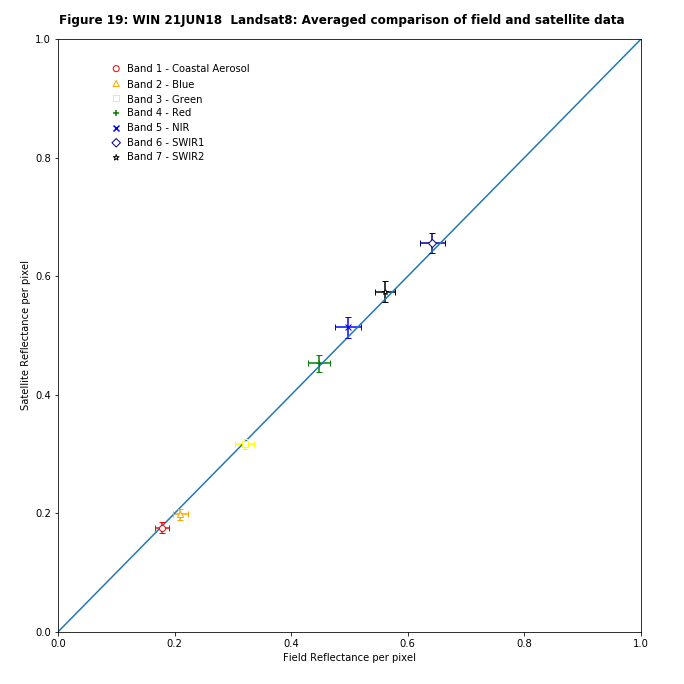 Figure 19: WIN 21JUN18  Landsat8: Averaged comparison of field and satellite data
1.0
Band 1 - Coastal Aerosol
Band 2 - Blue
Band 3 - Green
Band 4 - Red
Band 5 - NIR
Band 6 - SWIR1
Band 7 - SWIR2
0.8
0.6
0.4
0.2
0.0
Satellite Reflectance per pixel
0.0 0.2 0.4 0.6 0.8 1.0
Field Reflectance per pixel